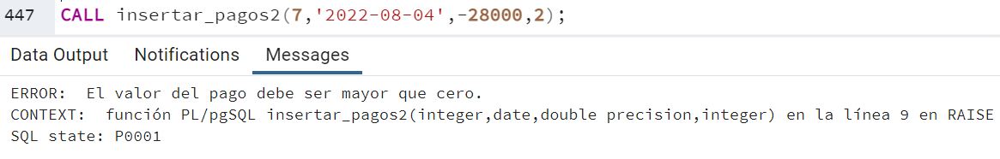 447 CALL insertar_pagos2(7,'2022-08-04',-28000,2);
Data Output Notifications Messages
ERROR:  El valor del pago debe ser mayor que cero.
CONTEXT:  función PL/pgSQL insertar_pagos2(integer,date,double precision,integer) en la línea 9 en RAISE
SQL state: P0001